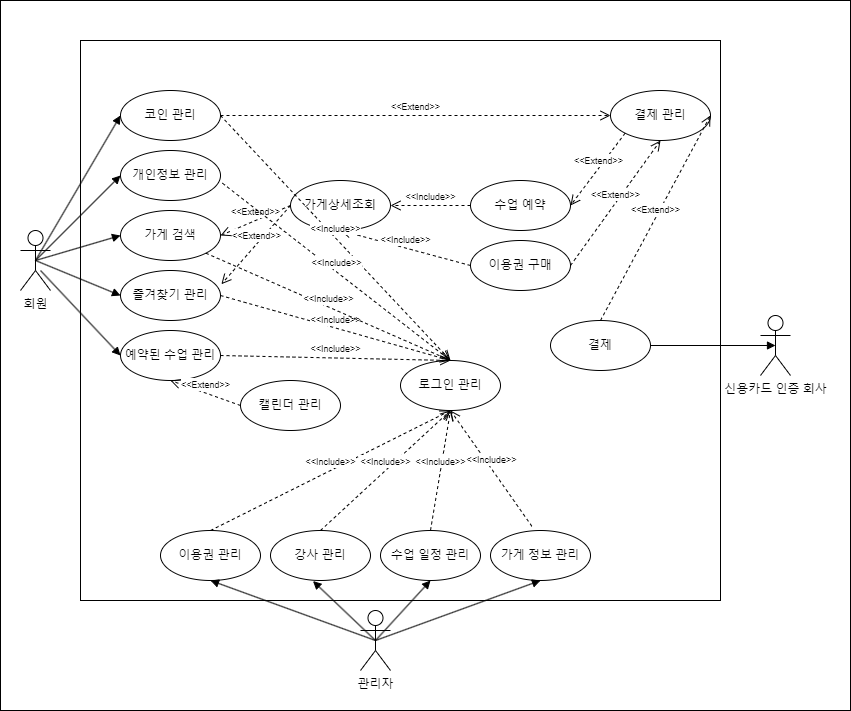 코인 관리
<<Extend>>
결제 관리
개인정보 관리
<<Extend>>
가게상세조회
<<Include>>
수업 예약
<<Extend>>
<<Extend>>
<<Extend>>
가게 검색
<<Extend>>
<<Include>>
<<Include>>
이용권 구매
<<Include>>
회원
즐겨찾기 관리
<<Include>>
<<Include>>
예약된 수업 관리
<<Include>>
결제
<<Extend>>
로그인 관리
신용카드 인증 회사
캘린더 관리
<<Include>>
<<Include>>
<<Include>>
<<Include>>
이용권 관리
강사 관리
수업 일정 관리
가게 정보 관리
관리자